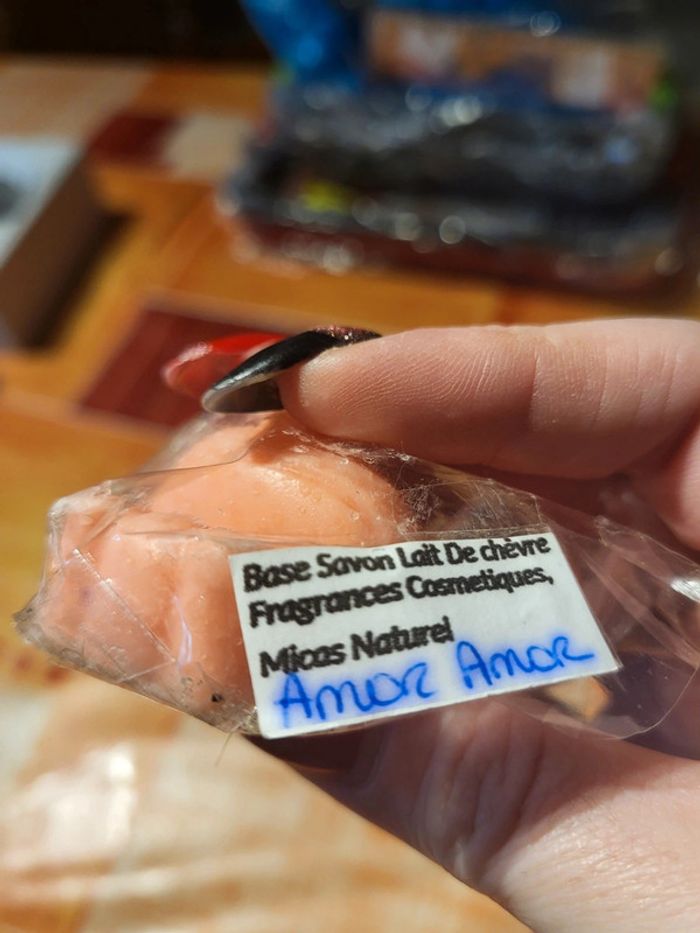 Base Savon Lait De chèvre
Fragrances Cosmetiques,
Micas Naturel
Amor Amor